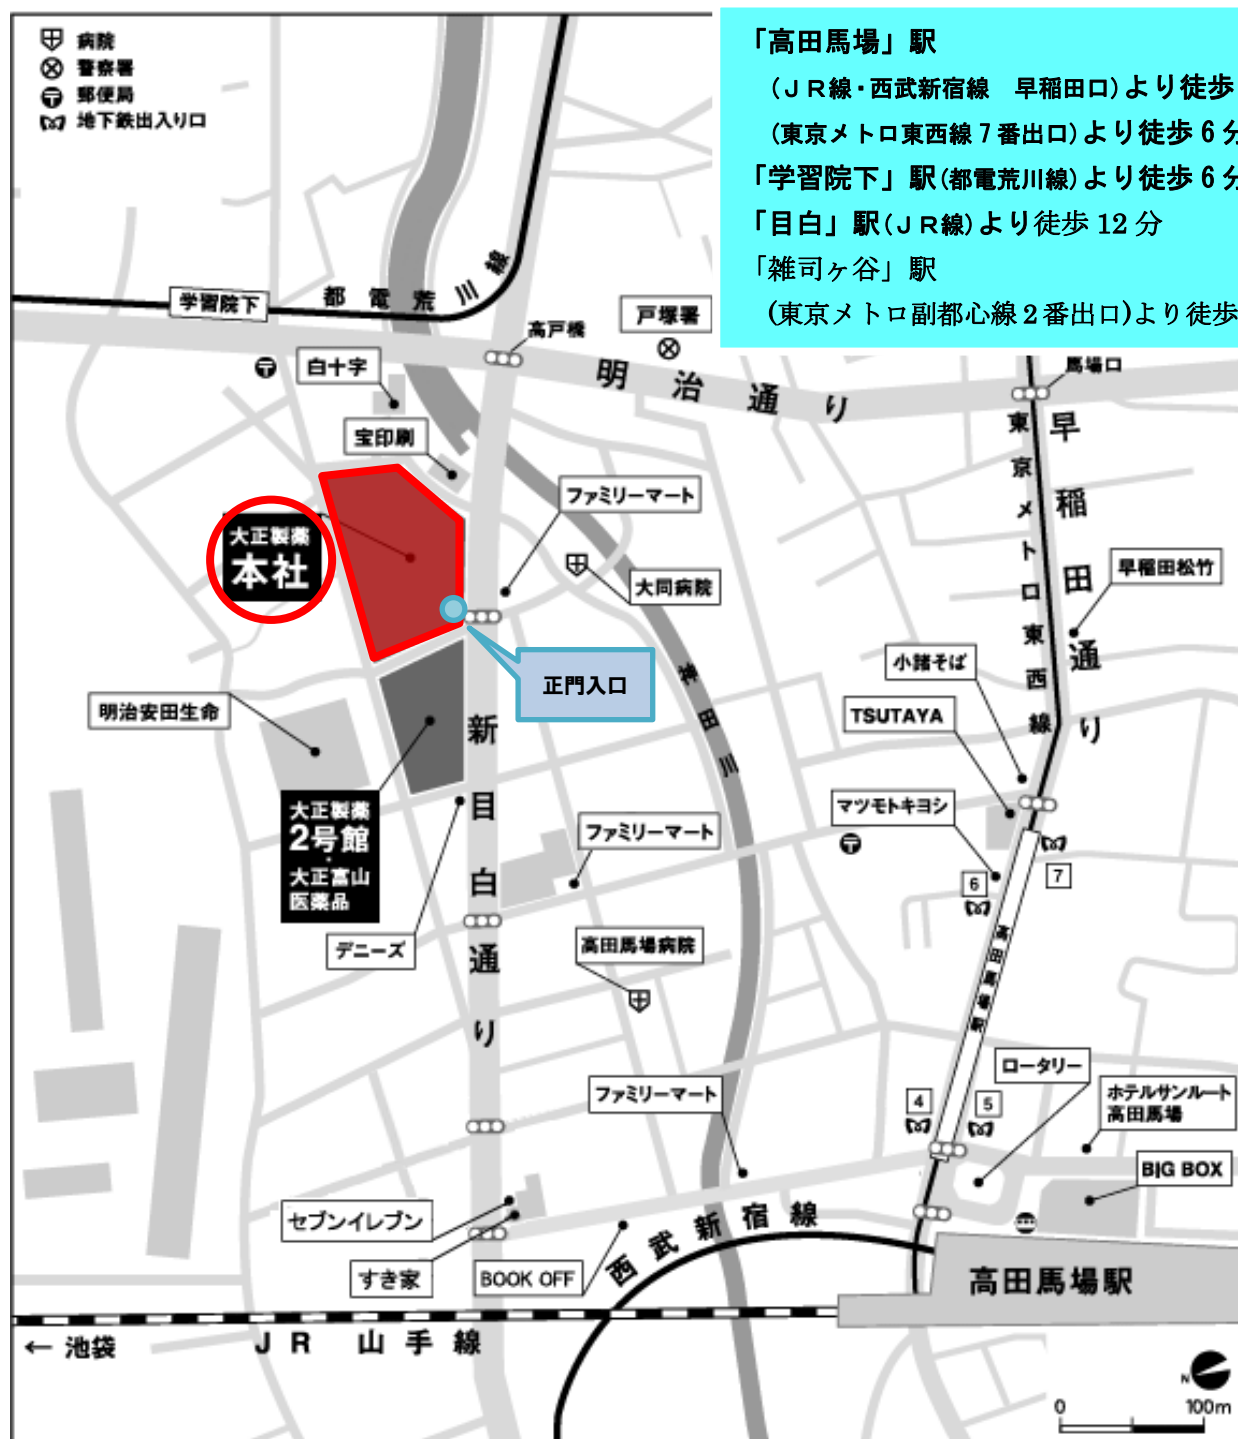 病院
警察署
郵便局
地下鉄出入り口
「高田馬場」駅
（ＪＲ線・西武新宿線　早稲田口）より徒歩
（東京メトロ東西線７番出口）より徒歩６分
「学習院下」駅（都電荒川線）より徒歩６分
「目白」駅（ＪＲ線）より徒歩 12 分
「雑司ヶ谷」駅
（東京メトロ副都心線２番出口）より徒歩
都電荒川線
学習院下
高戸橋
戸塚署
馬場口
白十字
明治通り
宝印刷
東京メトロ東西線
早稲田通り
ファミリーマート
大正製薬
本社
大同病院
早稲田松竹
正門入口
小諸そば
神田川
明治安田生命
TSUTAYA
新目白通り
大正製薬
2号館
・
大正富山
医薬品
マツモトキヨシ
ファミリーマート
6
7
デニーズ
高田馬場病院
高田馬場駅
ロータリー
ファミリーマート
4
5
ホテルサンルート
高田馬場
BIG BOX
セブンイレブン
西武新宿線
すき家
BOOK OFF
高田馬場駅
← 池袋
JR 山手線
N
0
100m